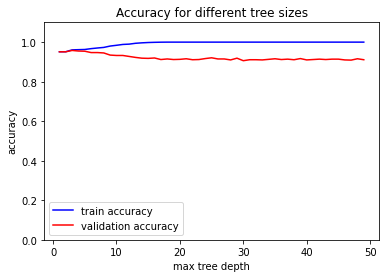 Accuracy for different tree sizes
1.0
0.8
0.6
0.4
0.2
0.0
accuracy
train accuracy
validation accuracy
0 10 20 30 40 50
max tree depth